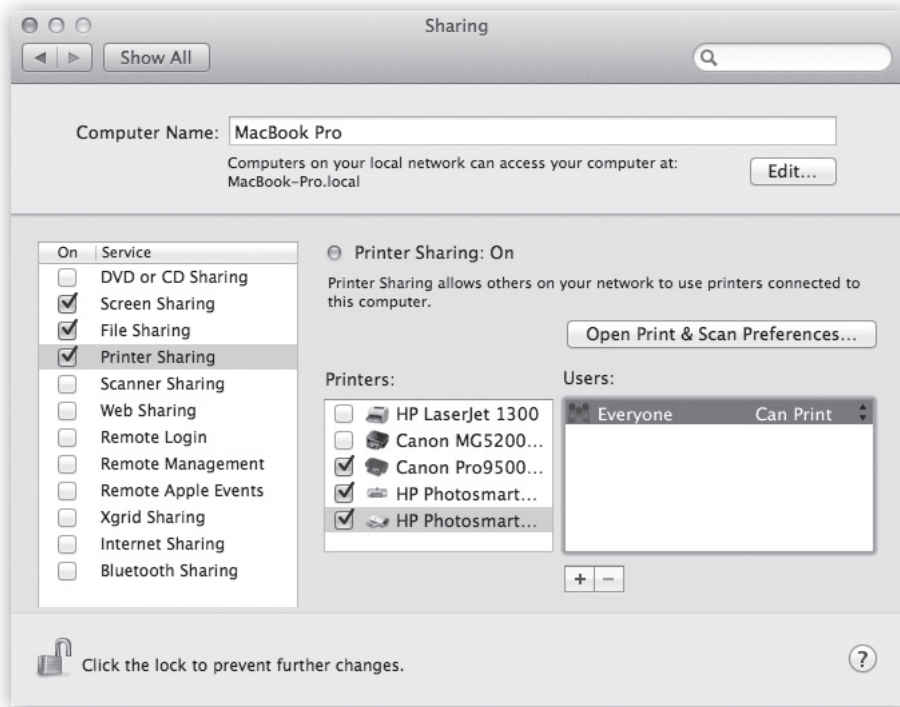 Sharing
Show All
Computer Name: MacBook Pro
Computers on your local network can access your computer at:
MacBook-Pro.local
Edit...
On Service
DVD or CD Sharing
Screen Sharing
File Sharing
Printer Sharing
Scanner Sharing
Web Sharing
Remote Login
Remote Management
Remote Apple Events
Xgrid Sharing
Internet Sharing
Bluetooth Sharing
Printer Sharing: On
Printer Sharing allows others on your network to use printers connected to
this computer.
Open Print & Scan Preferences...
Printers:
HP LaserJet 1300
Canon MG5200...
Canon Pro9500...
HP Photosmart...
HP Photosmart...
Users:
Everyone Can Print
+ −
Click the lock to prevent further changes.
?